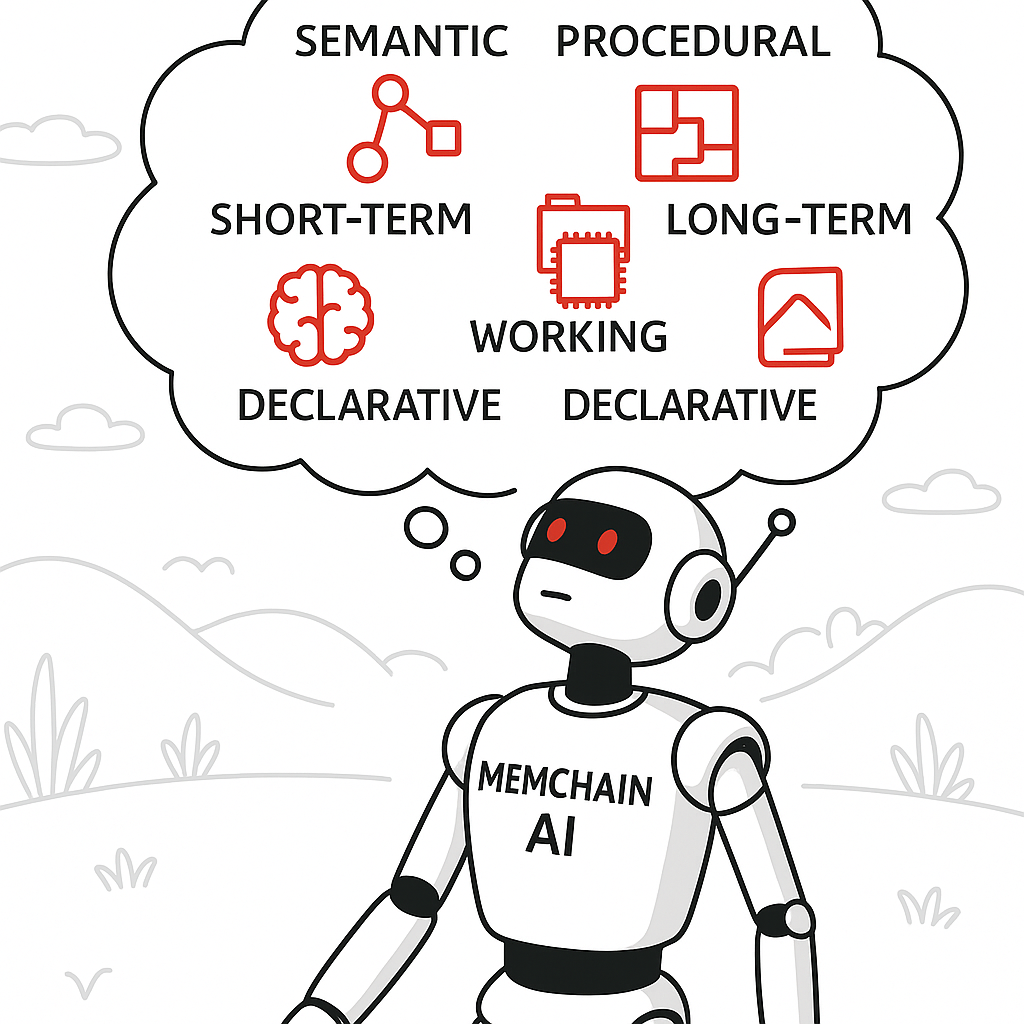 SEMANTIC PROCEDURAL
SHORT-TERM LONG-TERM
WORKING
DECLARATIVE DECLARATIVE
MEMCHAIN
AI